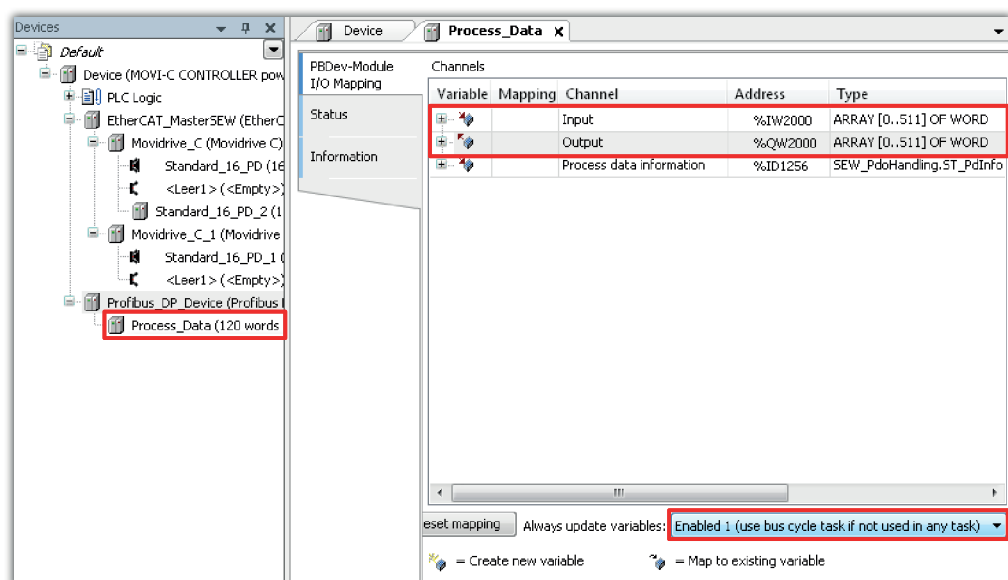 Devices
Default
Device (MOVI-C CONTROLLER pow
PLC Logic
EtherCAT_MasterSEW (EtherC
Movidrive_C (Movidrive C)
Standard_16_PD (16
<Leer1> (<Empty>)
Standard_16_PD_2 (1
Movidrive_C_1 (Movidrive
Standard_16_PD_1 (
<Leer1> (<Empty>)
Profibus_DP_Device (Profibus
Process_Data (120 words
Device Process_Data
PBDev-Module
I/O Mapping
Status
Information
Channels
Variable Mapping Channel Address Type
Input %IW2000 ARRAY [0..511] OF WORD
Output %QW2000 ARRAY [0..511] OF WORD
Process data information %ID1256 SEW_PdoHandling.ST_PdInfo
eset mapping Always update variables: Enabled 1 (use bus cycle task if not used in any task)
= Create new variable = Map to existing variable